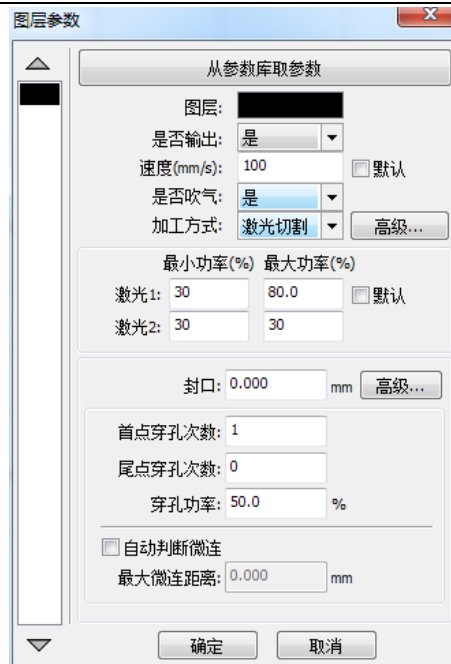 图层参数
从参数库取参数
图层:
是否输出: 是
速度(mm/s): 100 默认
是否吹气: 是
加工方式: 激光切割 高级...
最小功率(%) 最大功率(%)
激光1: 30 80.0 默认
激光2: 30 30
封口: 0.000 mm 高级...
首点穿孔次数: 1
尾点穿孔次数: 0
穿孔功率: 50.0 %
自动判断微连
最大微连距离: 0.000 mm
确定 取消